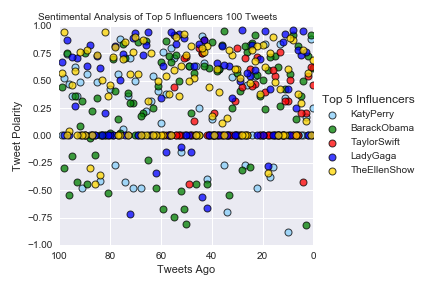 Sentimental Analysis of Top 5 Influencers 100 Tweets
1.00
0.75
0.50
0.25
0.00
−0.25
−0.50
−0.75
−1.00
Tweet Polarity
100
80
60
40
20
0
Tweets Ago
Top 5 Influencers
KatyPerry
BarackObama
TaylorSwift
LadyGaga
TheEllenShow